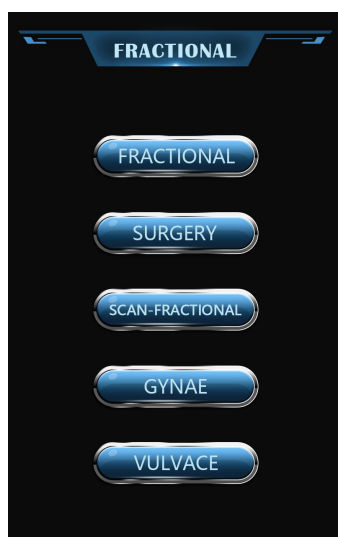 FRACTIONAL
FRACTIONAL
SURGERY
SCAN-FRACTIONAL
GYNAE
VULVACE